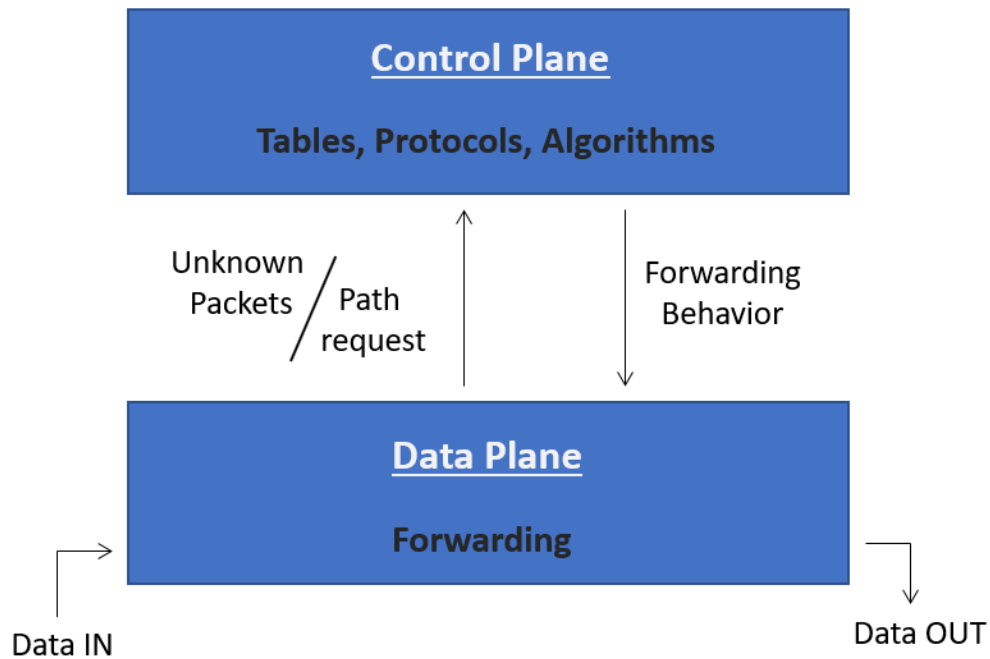 Control Plane
Tables, Protocols, Algorithms
Unknown
Packets
Path
request
Forwarding
Behavior
Data Plane
Forwarding
Data IN
Data OUT